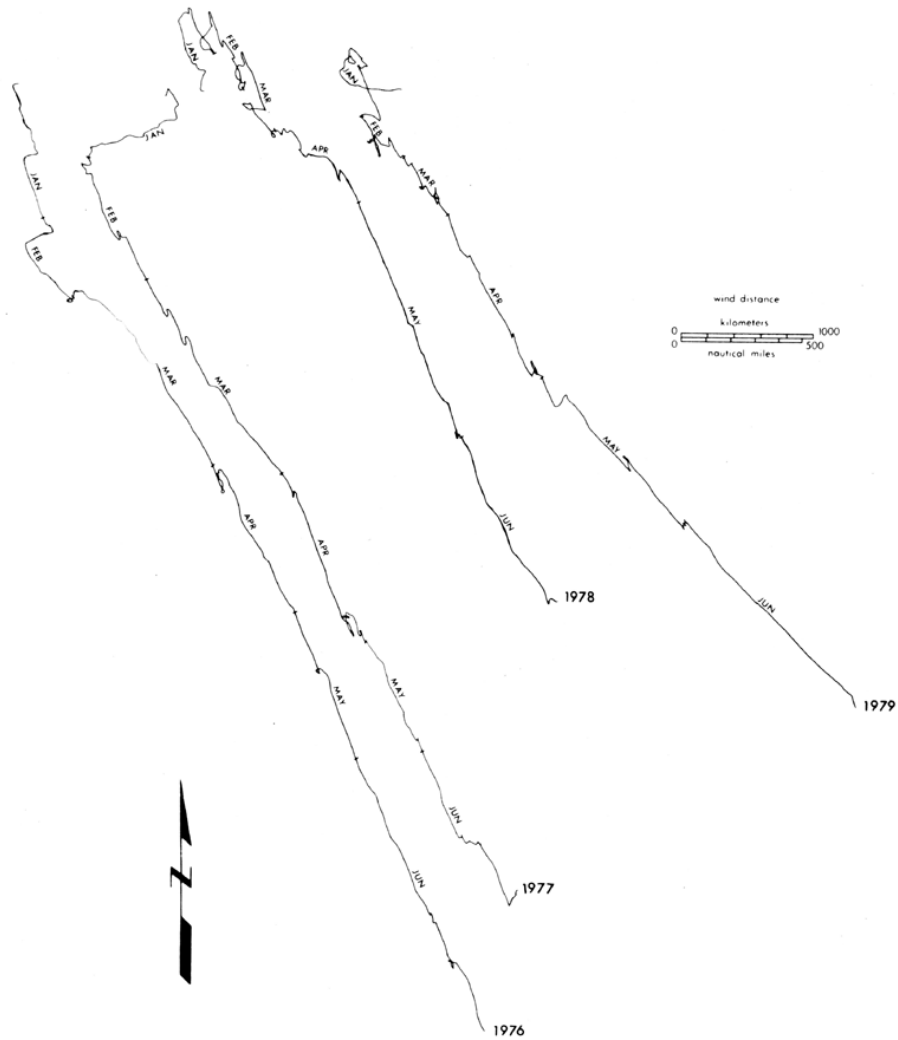 JAN
FEB
MAR
APR
MAY
JUN
1976
JAN
FEB
MAR
APR
MAY
JUN
1977
JAN
FEB
MAR
APR
MAY
JUN
1978
JAN
FEB
MAR
APR
MAY
JUN
1979
wind distance
kilometers
0 1000
0 500
nautical miles
N